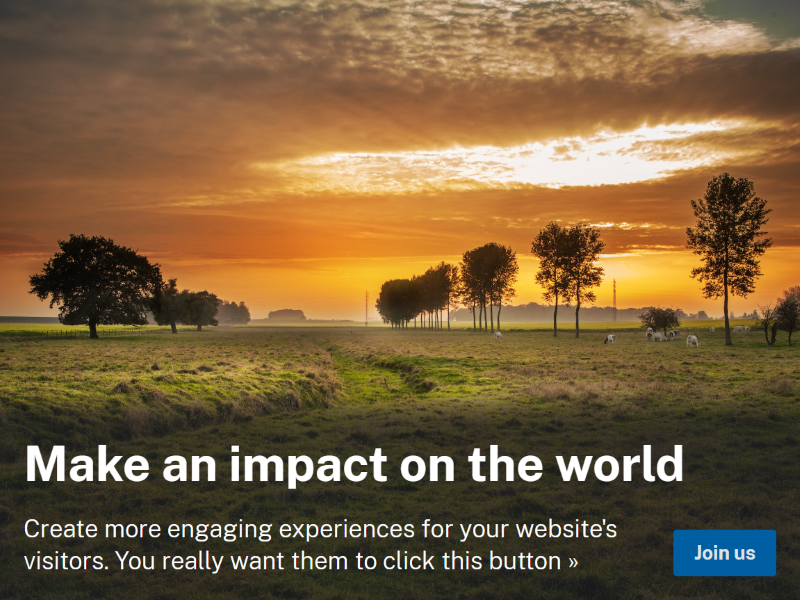 Make an impact on the world
Create more engaging experiences for your website's
visitors. You really want them to click this button »
Join us